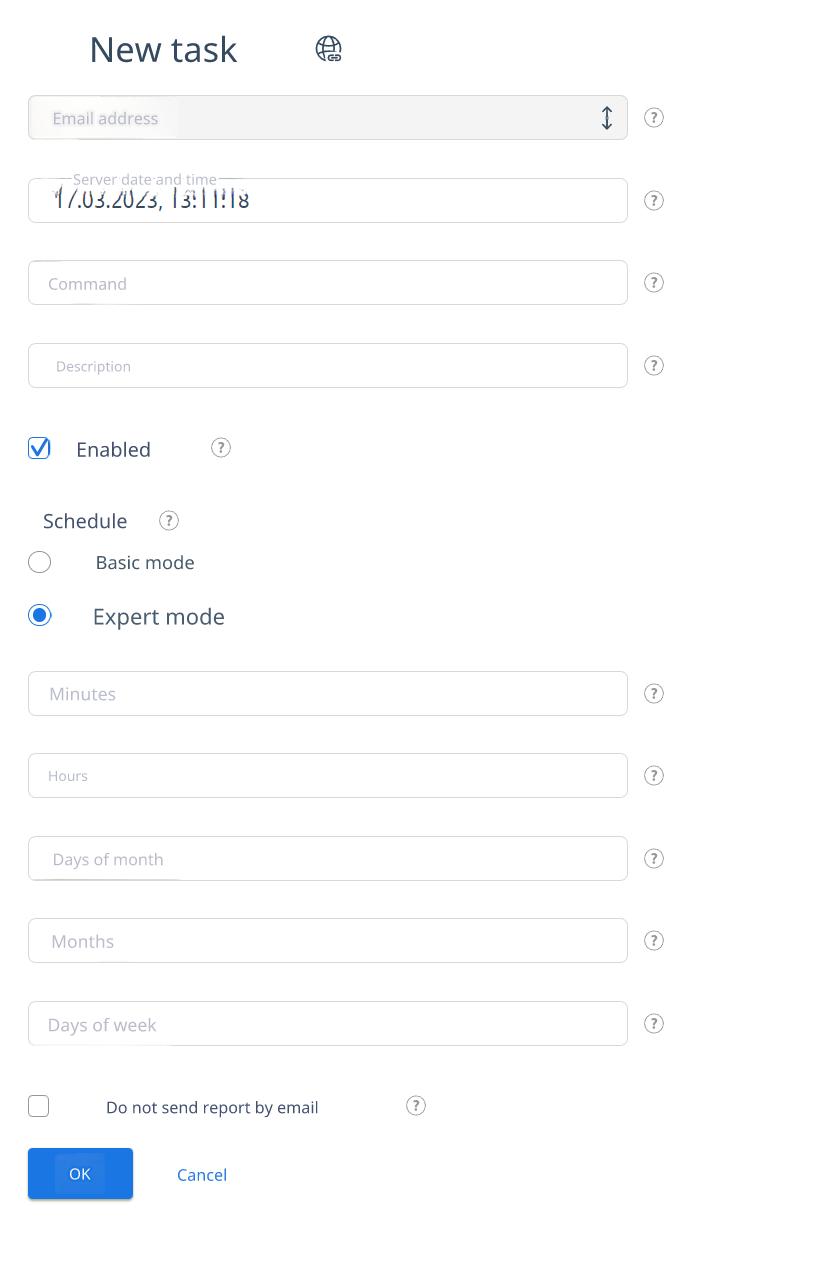 New task
Email address
Server date and time
17.03.2023, 13:11:18
Command
Description
Enabled
Schedule
Basic mode
Expert mode
Minutes
Hours
Days of month
Months
Days of week
Do not send report by email
OK
Cancel